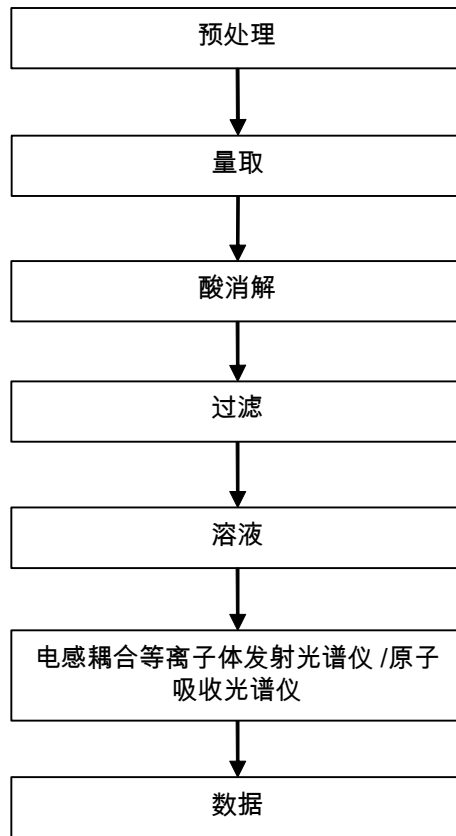 预处理
量取
酸消解
过滤
溶液
电感耦合等离子体发射光谱仪 /原子
吸收光谱仪
数据